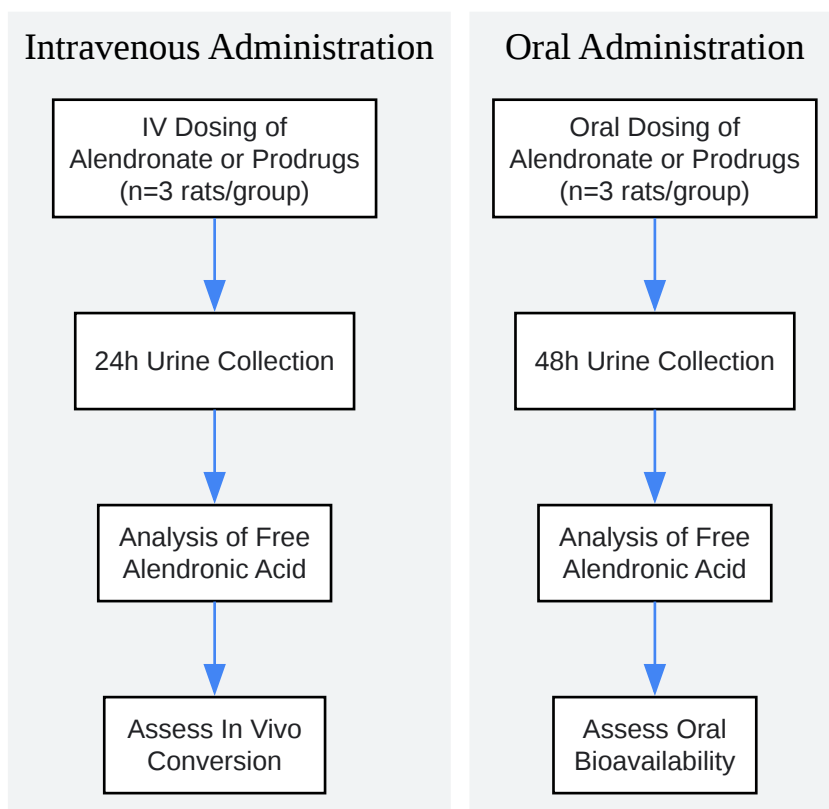 Intravenous Administration
IV Dosing of
Alendronate or Prodrugs
(n=3 rats/group)
24h Urine Collection
Analysis of Free
Alendronic Acid
Assess In Vivo
Conversion
Oral Administration
Oral Dosing of
Alendronate or Prodrugs
(n=3 rats/group)
48h Urine Collection
Analysis of Free
Alendronic Acid
Assess Oral
Bioavailability